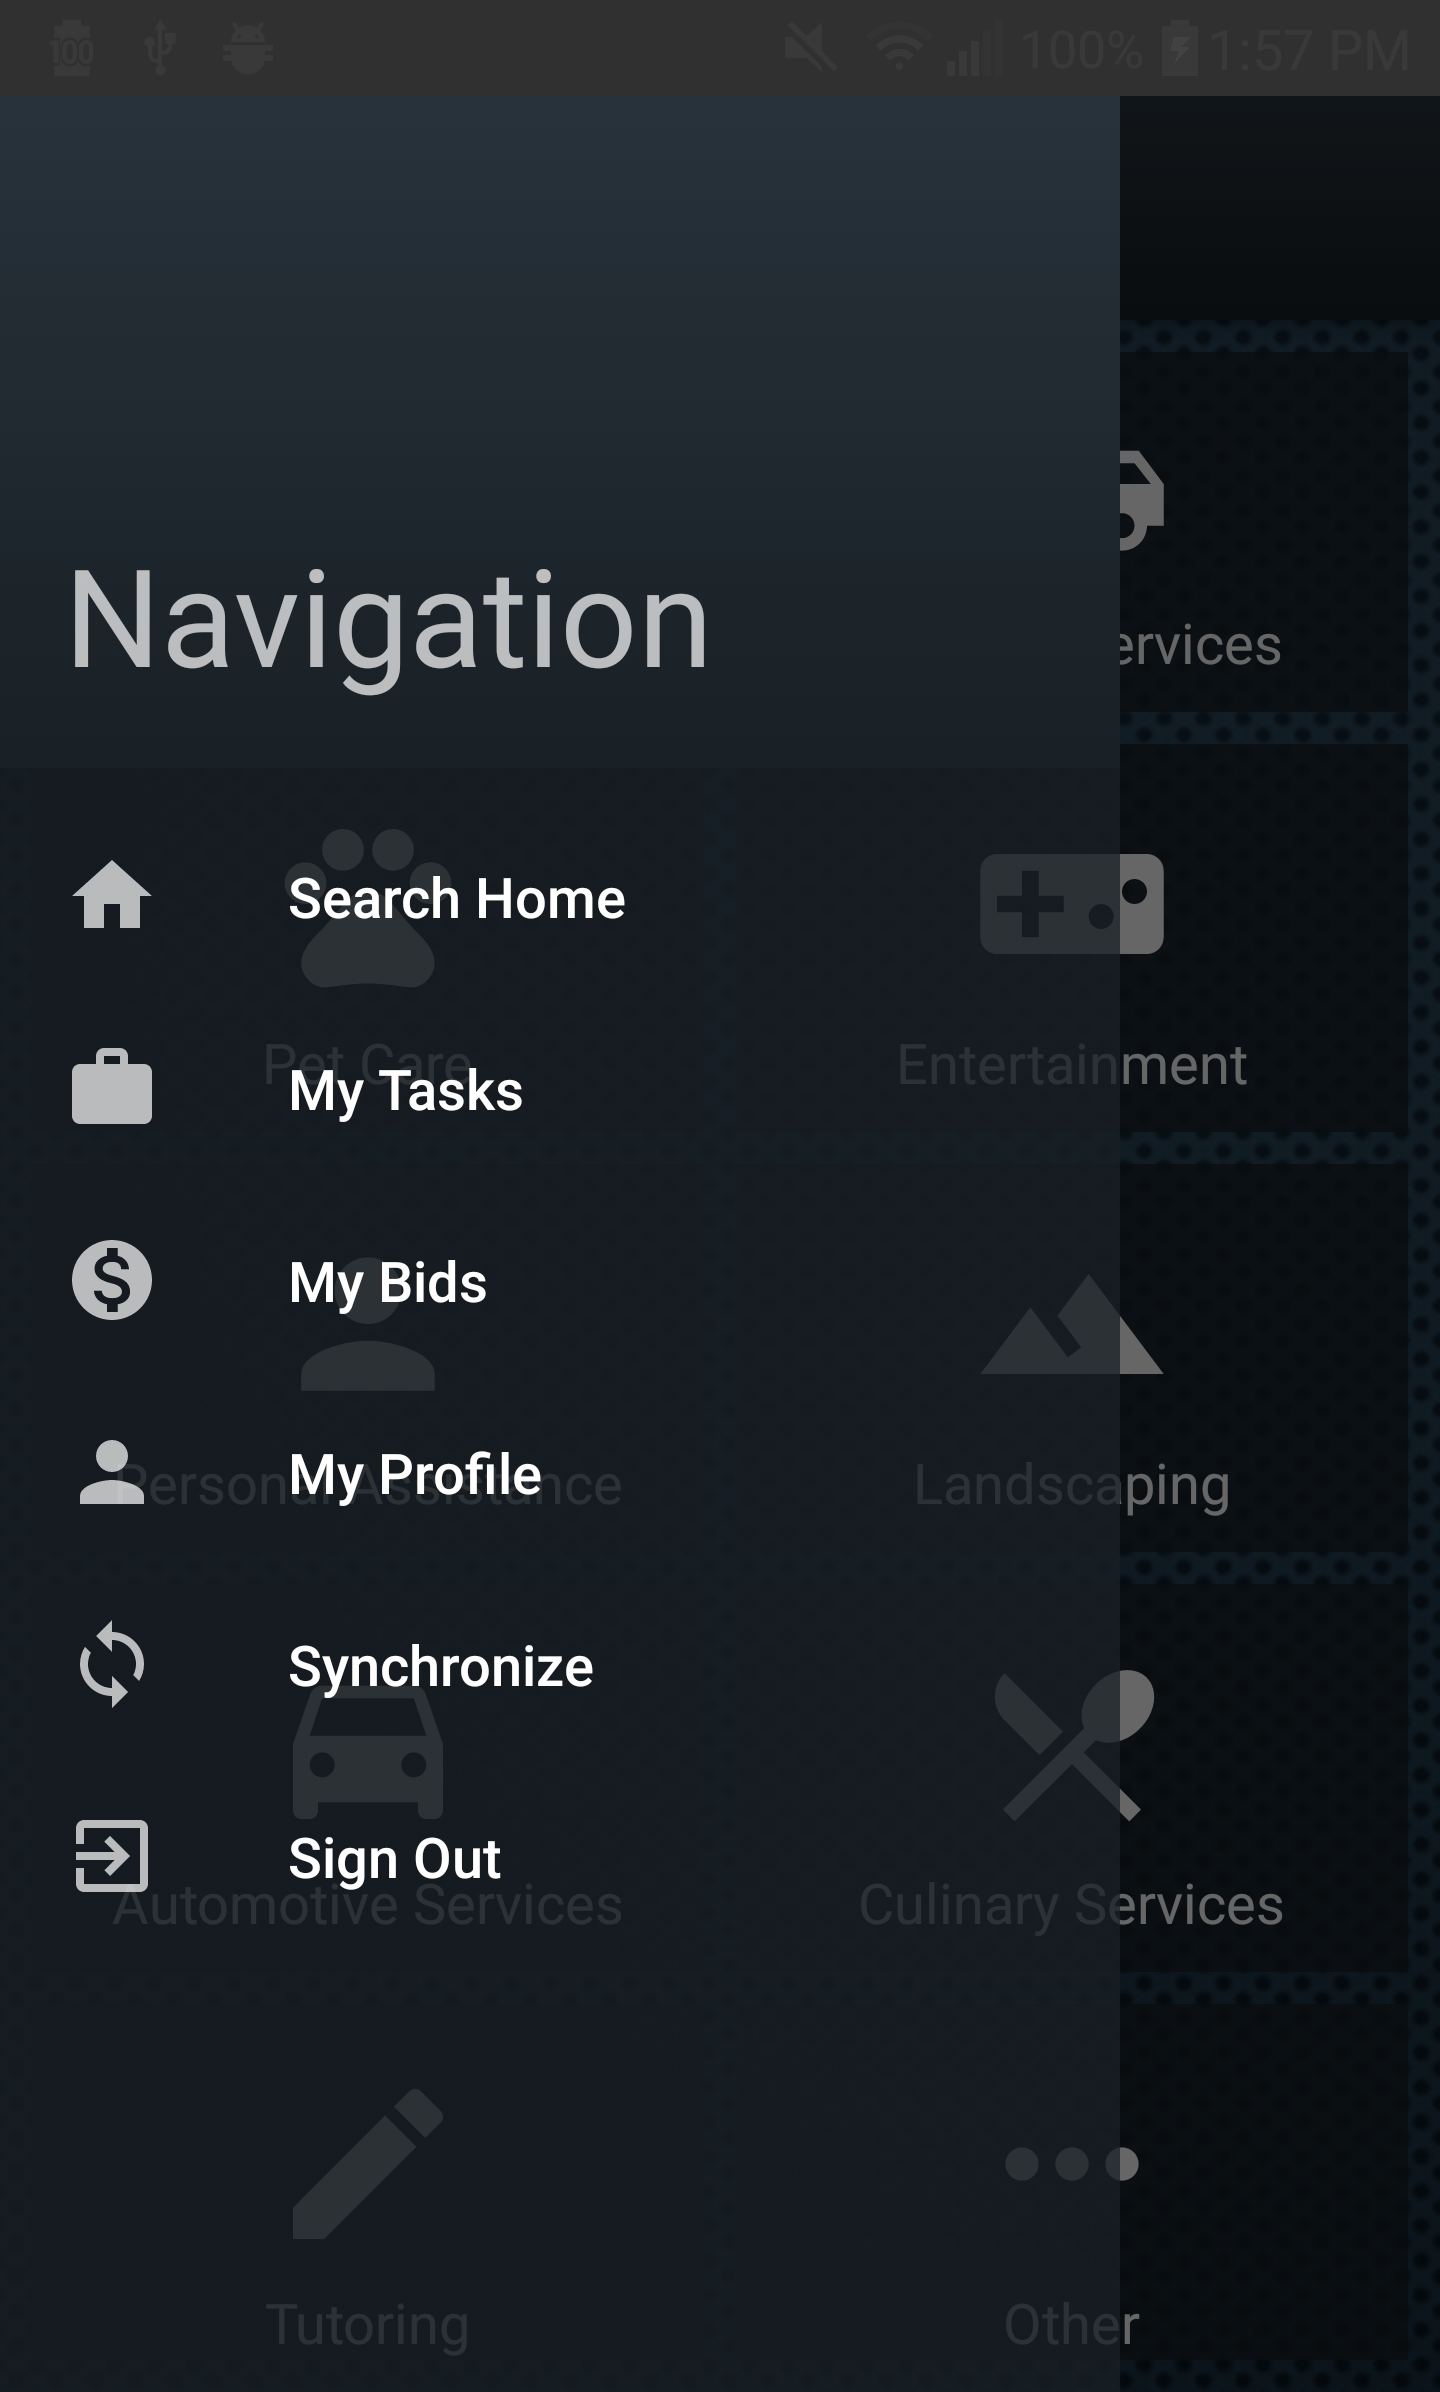 100 100% 1:57 PM
ervices
Navigation
Search Home
Pet Care
Entertainment
My Tasks
My Bids
My Profile
Personal Assistance
Landscaping
Synchronize
Sign Out
Automotive Services
Culinary Services
Tutoring
Other